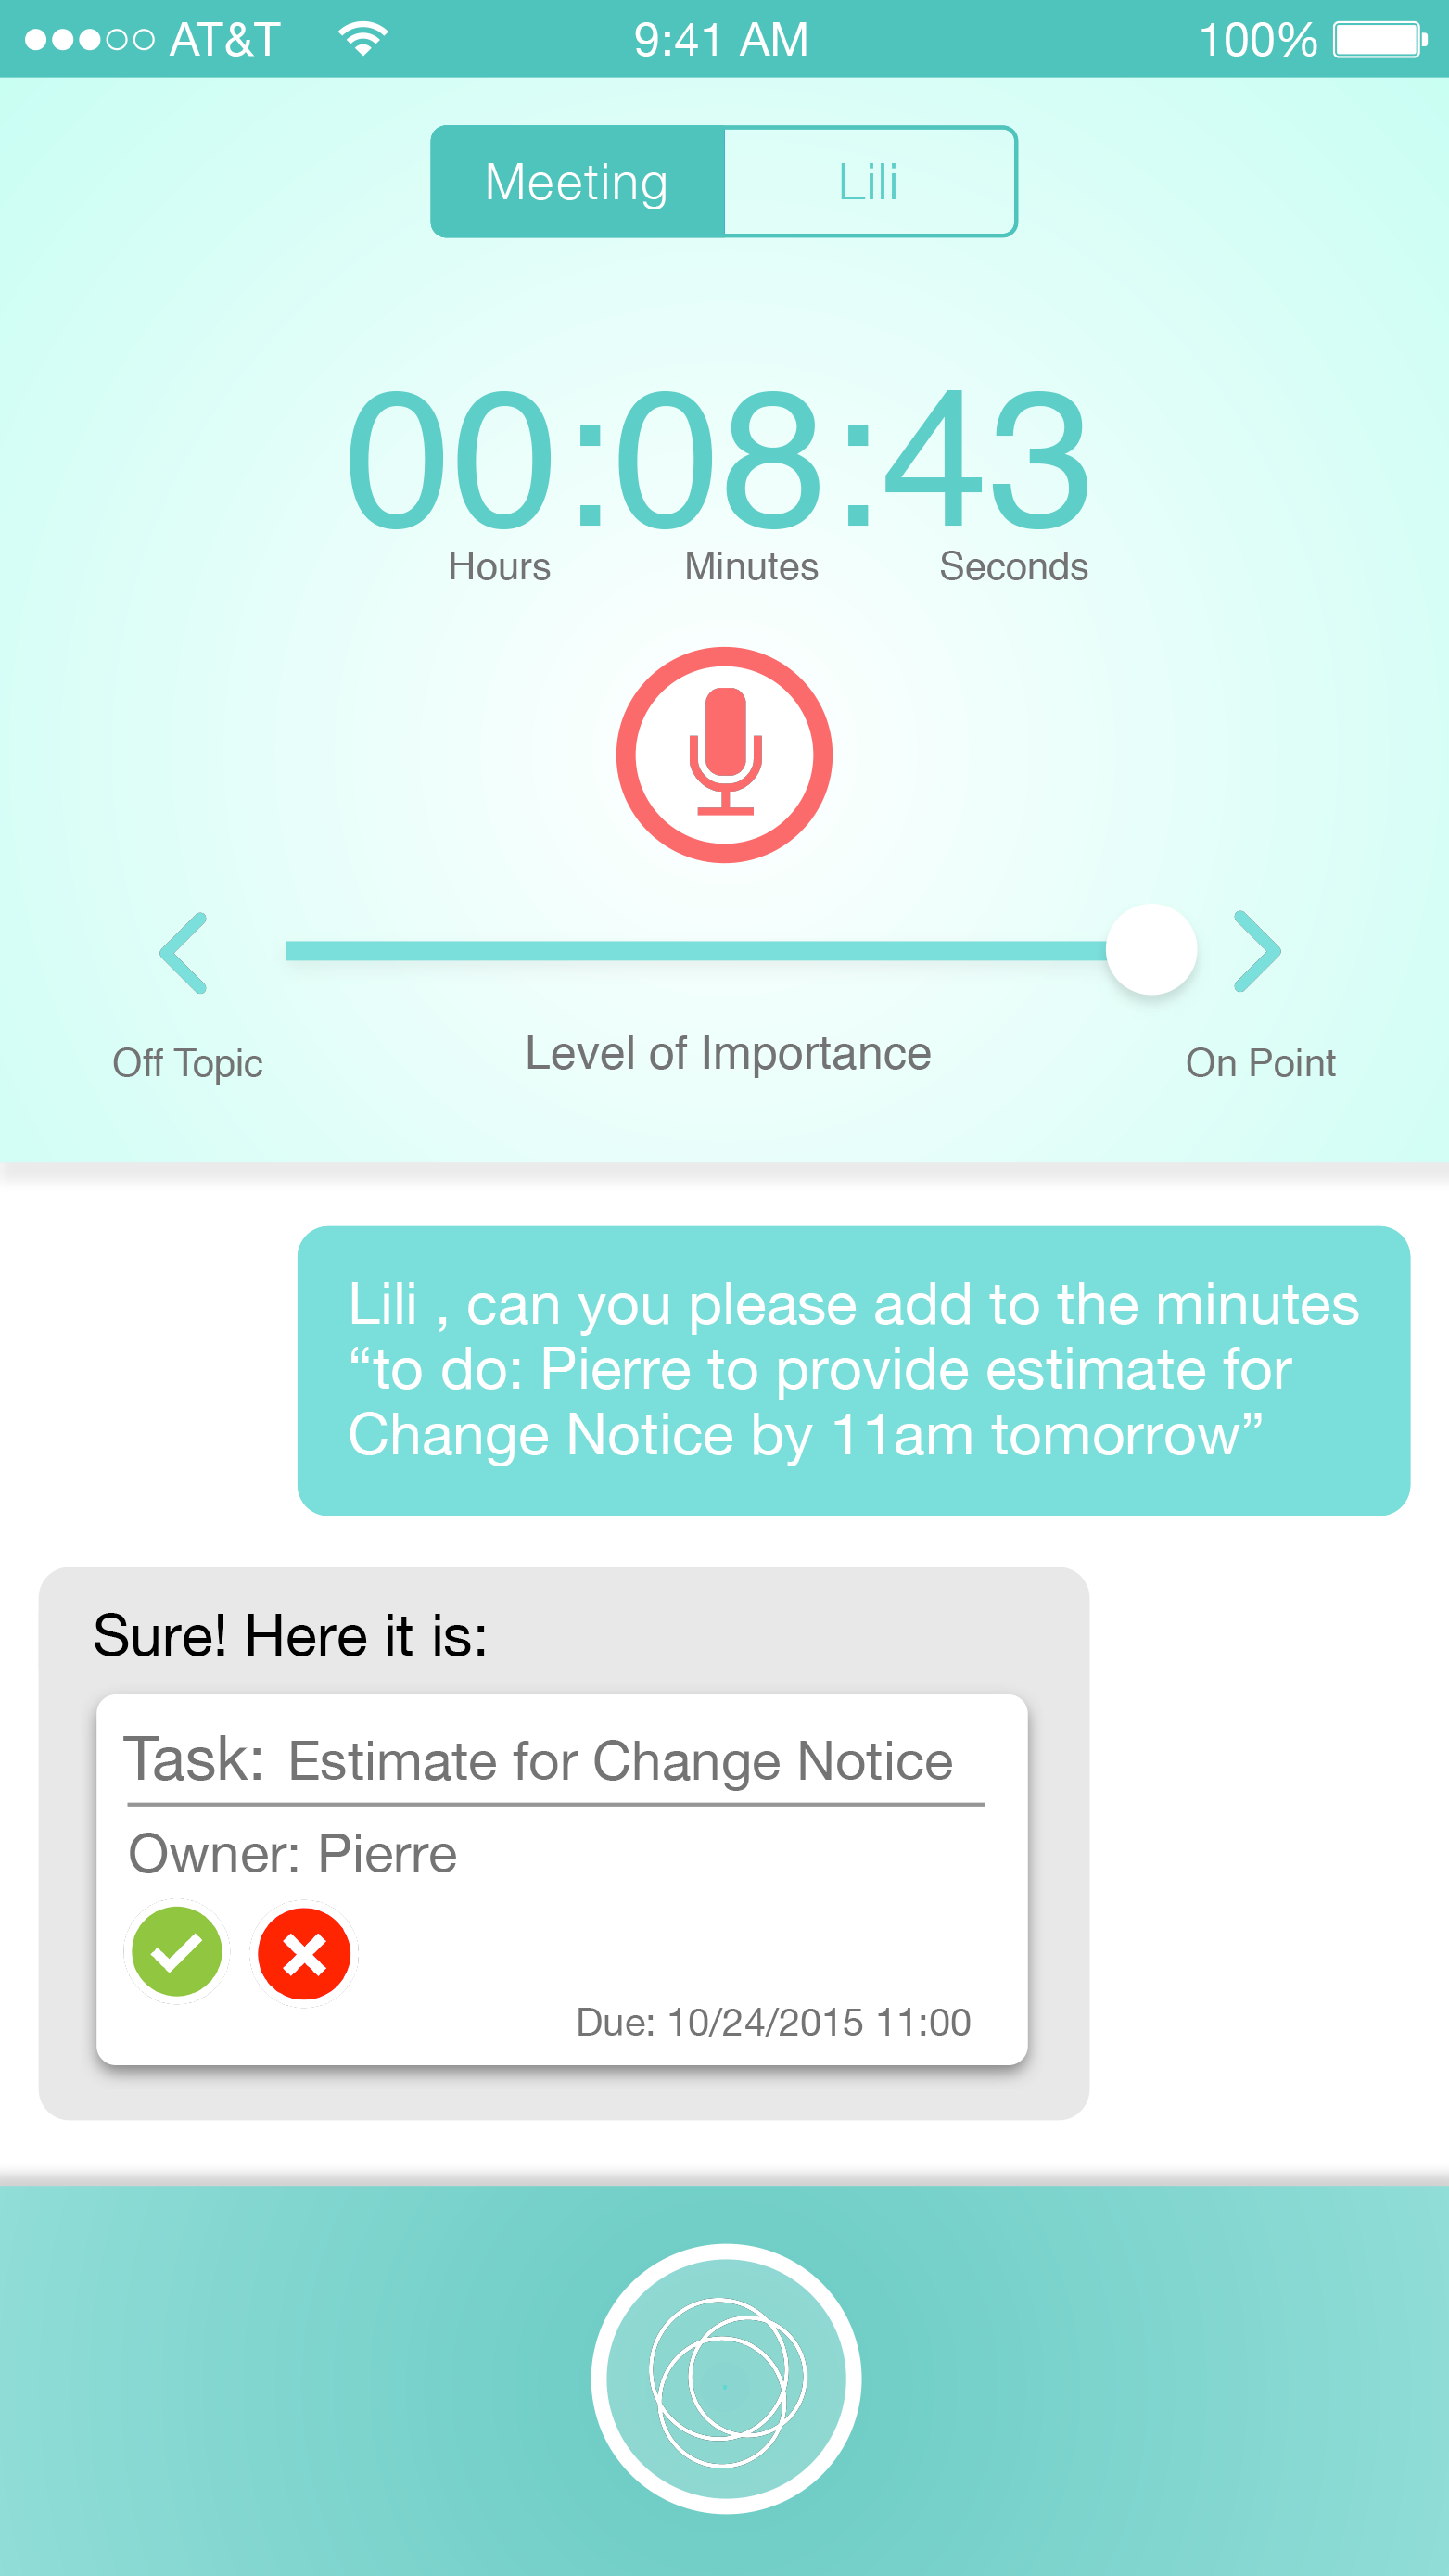 AT&T 9:41 AM 100%
Meeting Lili
00:08:43
Hours Minutes Seconds
Off Topic Level of Importance On Point
Lili , can you please add to the minutes
“to do: Pierre to provide estimate for
Change Notice by 11am tomorrow”
Sure! Here it is:
Task: Estimate for Change Notice
Owner: Pierre
Due: 10/24/2015 11:00